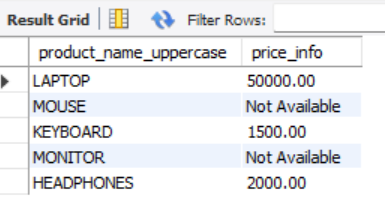 Result Grid Filter Rows:
product_name_uppercase price_info
LAPTOP 50000.00
MOUSE Not Available
KEYBOARD 1500.00
MONITOR Not Available
HEADPHONES 2000.00